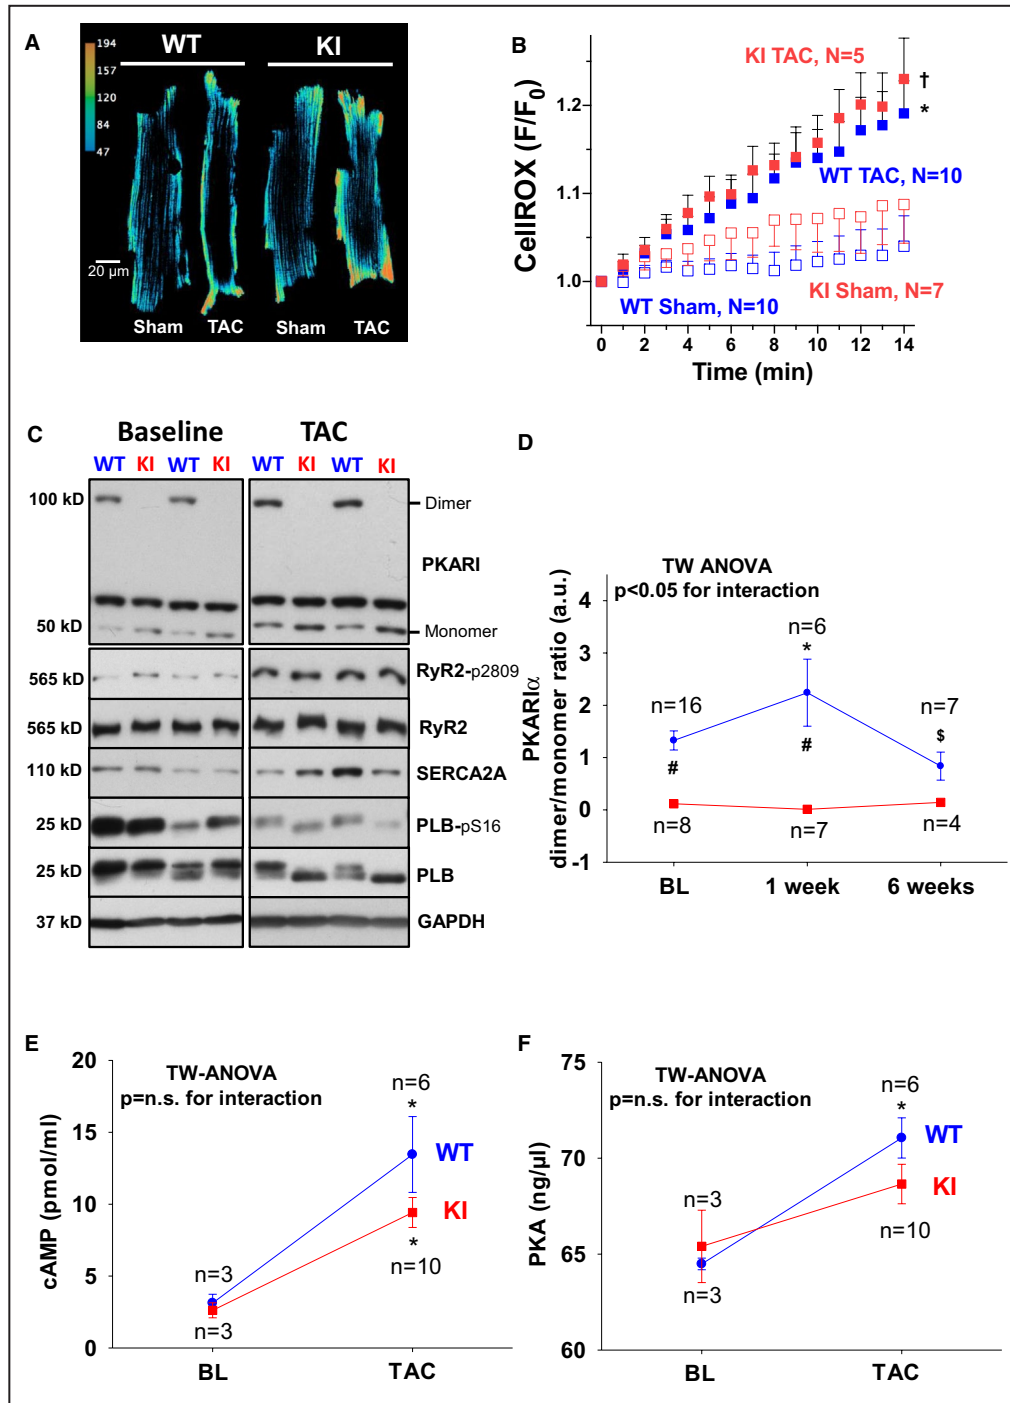 A
WT KI
194
160
122
84
47
20 µm
Sham TAC Sham TAC
B
CellROX (F/F0)
1.2
1.1
1.0
KI TAC, N=5
†
*
WT TAC, N=10
KI Sham, N=7
WT Sham, N=10
0 2 4 6 8 10 12 14
Time (min)
C
Baseline TAC
WT KI WT KI WT KI WT KI
100 kD Dimer
PKARI
50 kD Monomer
565 kD RyR2-p2809
565 kD RyR2
110 kD SERCA2A
25 kD PLB-pS16
25 kD PLB
37 kD GAPDH
D
TW ANOVA
p<0.05 for interaction
PKARIα
dimer/monomer ratio (a.u.)
4
3
2
1
0
-1
n=16
n=6
*
n=7
$
#
#
n=8
n=7
n=4
BL 1 week 6 weeks
E
TW-ANOVA
p=n.s. for interaction
cAMP (pmol/ml)
20
15
10
5
0
n=6
*
WT
KI
*
n=10
n=3
n=3
BL TAC
F
TW-ANOVA
p=n.s. for interaction
PKA (ng/µl)
75
70
65
60
n=6
*
WT
KI
n=10
n=3
n=3
BL TAC